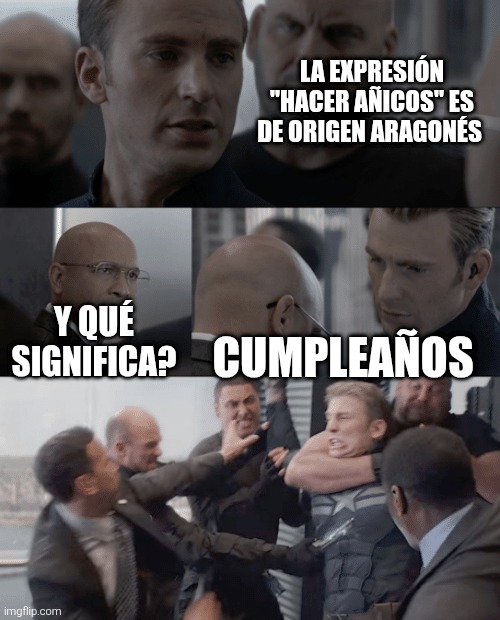 LA EXPRESIÓN
"HACER AÑICOS" ES
DE ORIGEN ARAGONÉS
Y QUÉ
SIGNIFICA?
CUMPLEAÑOS
imgflip.com